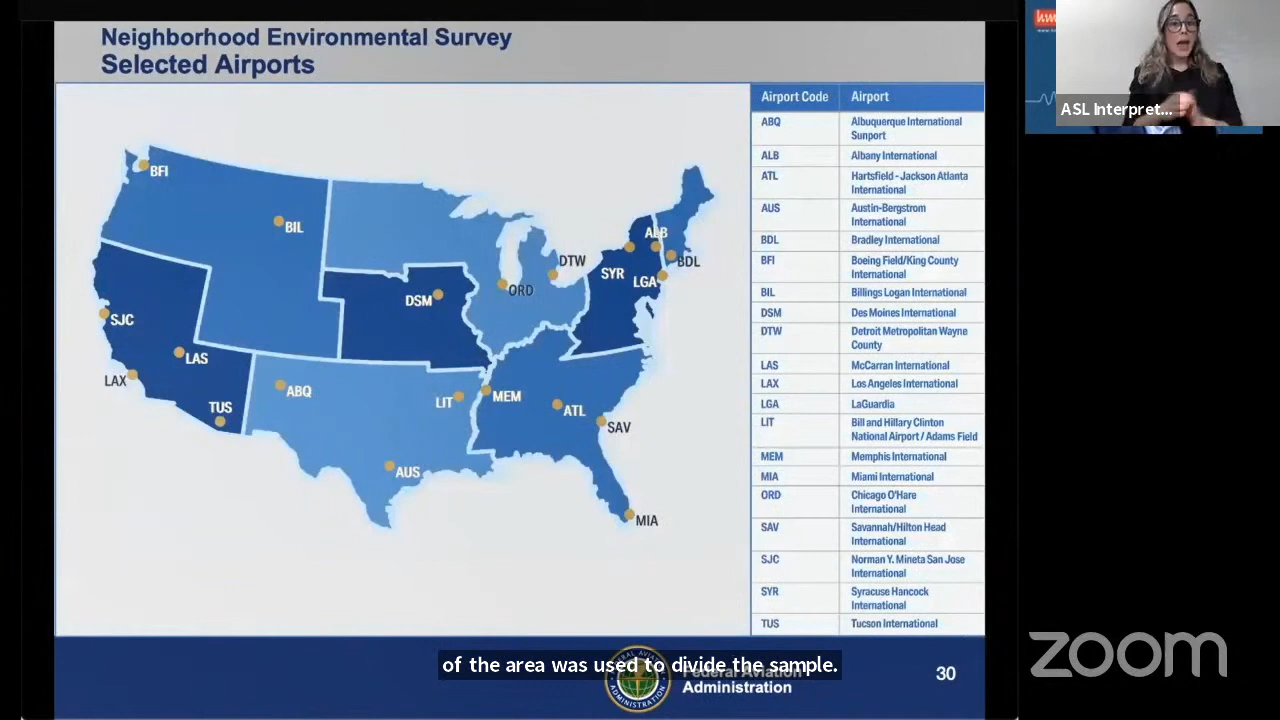 Neighborhood Environmental Survey
Selected Airports
BFI
BIL
ALB
SYR
BDL
LGA
DTW
ORD
DSM
SJC
LAS
LAX
TUS
ABQ
LIT
MEM
ATL
SAV
AUS
MIA
Airport Code Airport
ABQ Albuquerque International
Sunport
ALB Albany International
ATL Hartsfield - Jackson Atlanta
International
AUS Austin-Bergstrom
International
BDL Bradley International
BFI Boeing Field/King County
International
BIL Billings Logan International
DSM Des Moines International
DTW Detroit Metropolitan Wayne
County
LAS McCarran International
LAX Los Angeles International
LGA LaGuardia
LIT Bill and Hillary Clinton
National Airport / Adams Field
MEM Memphis International
MIA Miami International
ORD Chicago O'Hare
International
SAV Savannah/Hilton Head
International
SJC Norman Y. Mineta San Jose
International
SYR Syracuse Hancock
International
TUS Tucson International
of the area was used to divide the sample.
Federal Aviation
Administration
30
ASL Interpret...
zoom